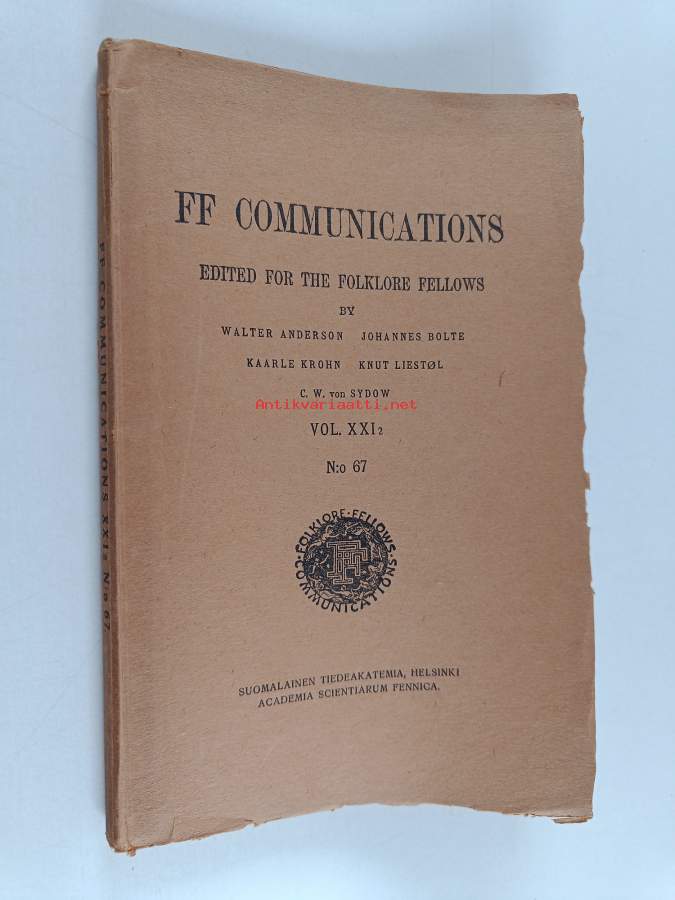 FF COMMUNICATIONS
EDITED FOR THE FOLKLORE FELLOWS
BY
WALTER ANDERSON JOHANNES BOLTE
KAARLE KROHN KNUT LIESTØL
C. W. von SYDOW
Antikvariaatti.net
VOL. XXI2
N:o 67
FOLKLORE · FELLOWS · COMMUNICATIONS ·
FF
SUOMALAINEN TIEDEAKATEMIA, HELSINKI
ACADEMIA SCIENTIARUM FENNICA.
FF COMMUNICATIONS XXI2 N:o 67